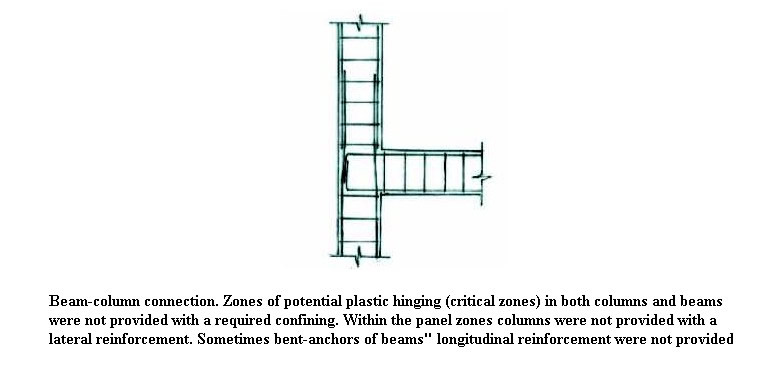 Beam-column connection. Zones of potential plastic hinging (critical zones) in both columns and beams
were not provided with a required confining. Within the panel zones columns were not provided with a
lateral reinforcement. Sometimes bent-anchors of beams" longitudinal reinforcement were not provided